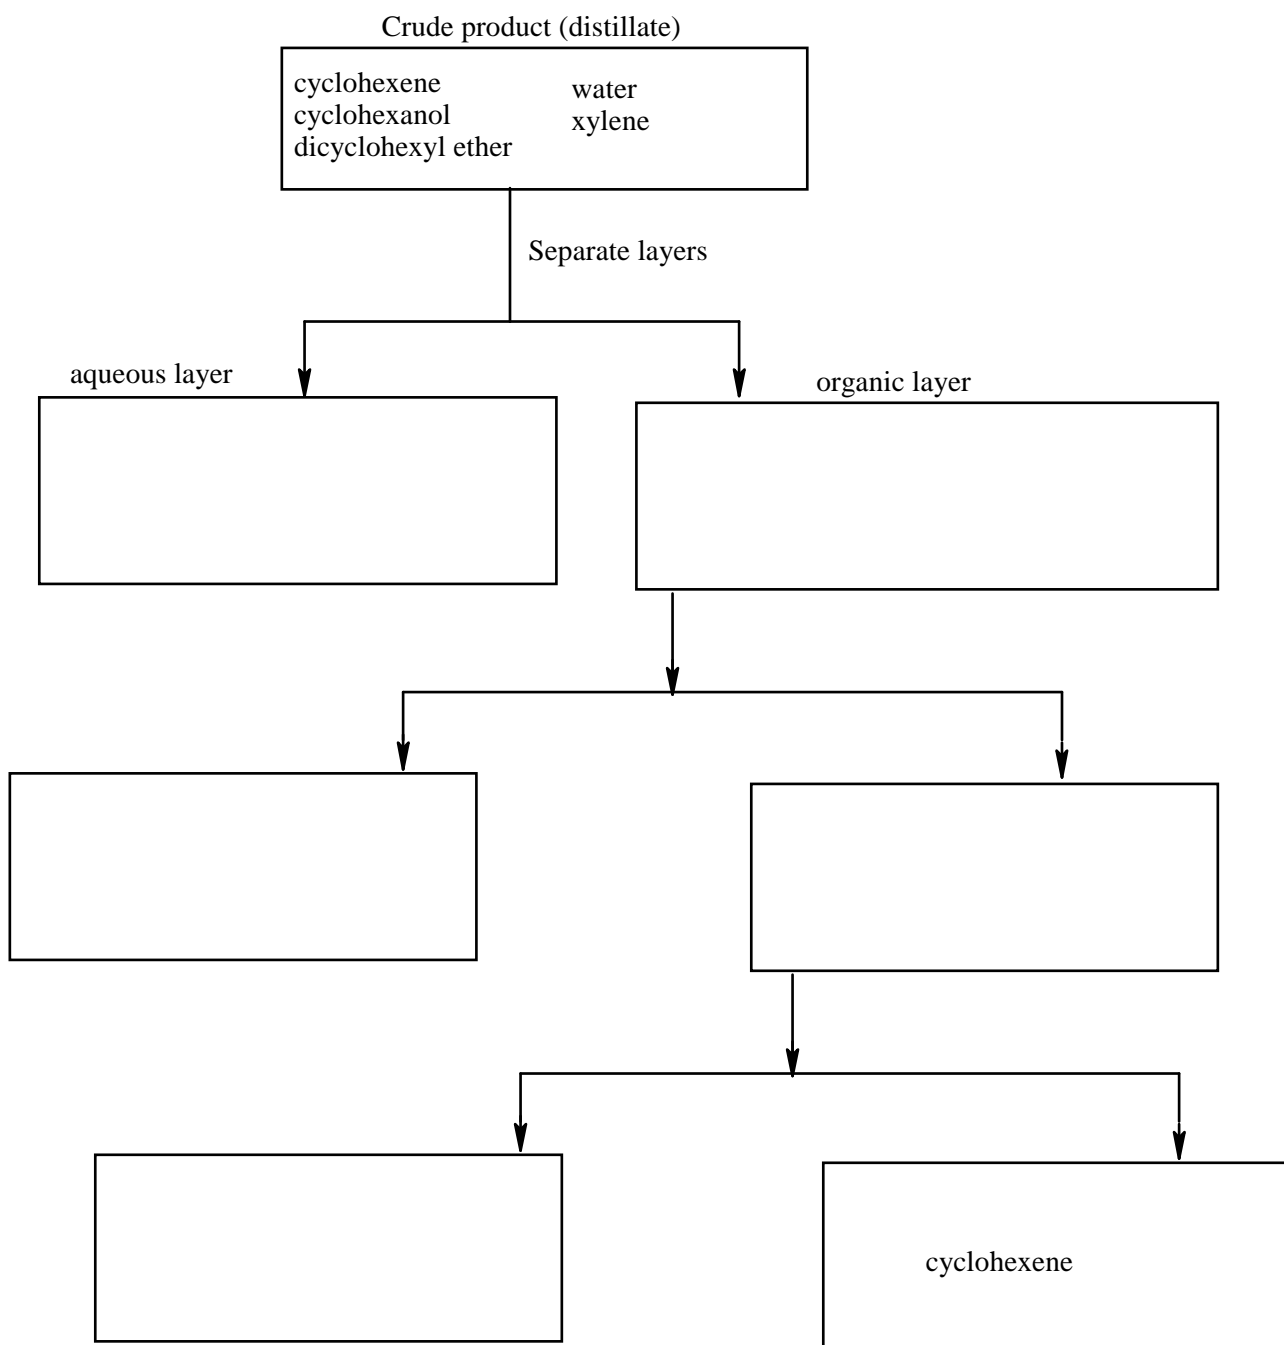 Crude product (distillate)
cyclohexene
cyclohexanol
dicyclohexyl ether
water
xylene
Separate layers
aqueous layer
organic layer
cyclohexene